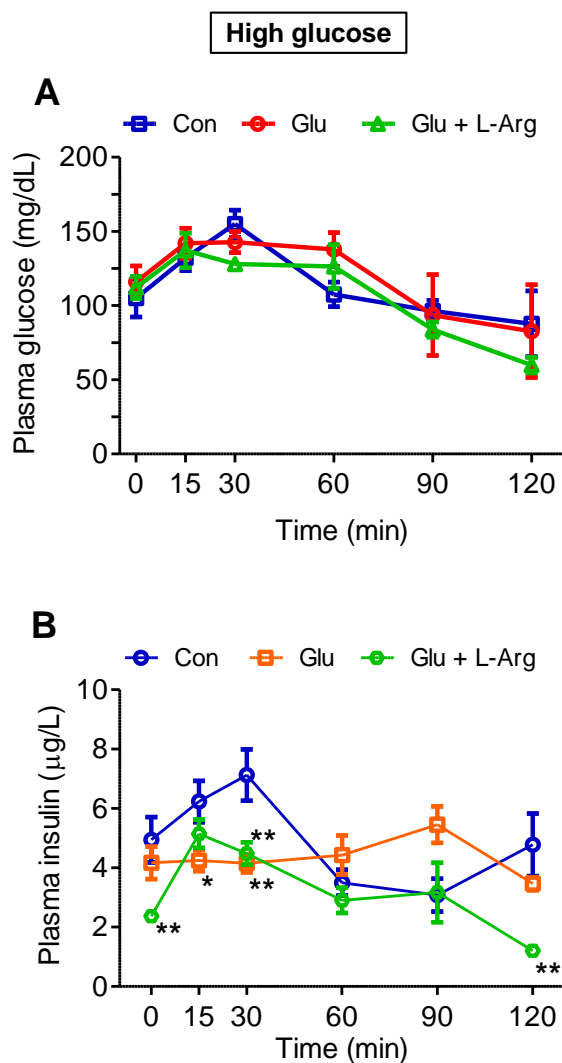 High glucose
A
Con Glu Glu + L-Arg
Plasma glucose (mg/dL)
200
150
100
50
0
0 15 30 60 90 120
Time (min)
B
Con Glu Glu + L-Arg
Plasma insulin (μg/L)
10
8
6
4
2
0
**
*
**
**
**
0 15 30 60 90 120
Time (min)